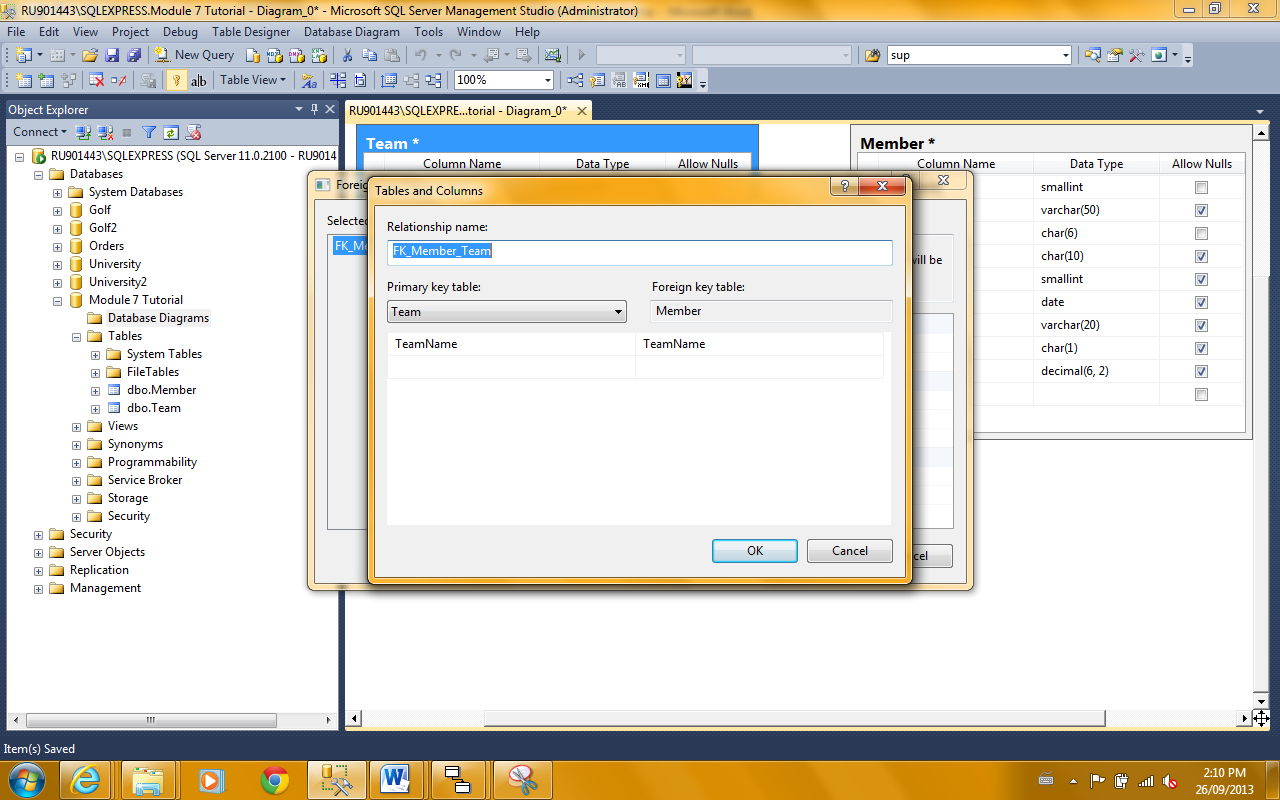 RU901443\SQLEXPRESS.Module 7 Tutorial - Diagram_0* - Microsoft SQL Server Management Studio (Administrator)
File Edit View Project Debug Table Designer Database Diagram Tools Window Help
New Query sup
Table View 100%
Object Explorer
RU901443\SQLEXPRE...torial - Diagram_0*
Connect
RU901443\SQLEXPRESS (SQL Server 11.0.2100 - RU9014
Databases
System Databases
Golf
Golf2
Orders
University
University2
Module 7 Tutorial
Database Diagrams
Tables
System Tables
FileTables
dbo.Member
dbo.Team
Views
Synonyms
Programmability
Service Broker
Storage
Security
Security
Server Objects
Replication
Management
Team *
Column Name Data Type Allow Nulls
Member *
Column Name Data Type Allow Nulls
smallint
varchar(50)
char(6)
char(10)
smallint
date
varchar(20)
char(1)
decimal(6, 2)
Foreig
Selected
FK_Me
will be
cel
Tables and Columns
Relationship name:
FK_Member_Team
Primary key table: Foreign key table:
Team Member
TeamName TeamName
OK Cancel
Item(s) Saved
2:10 PM
26/09/2013